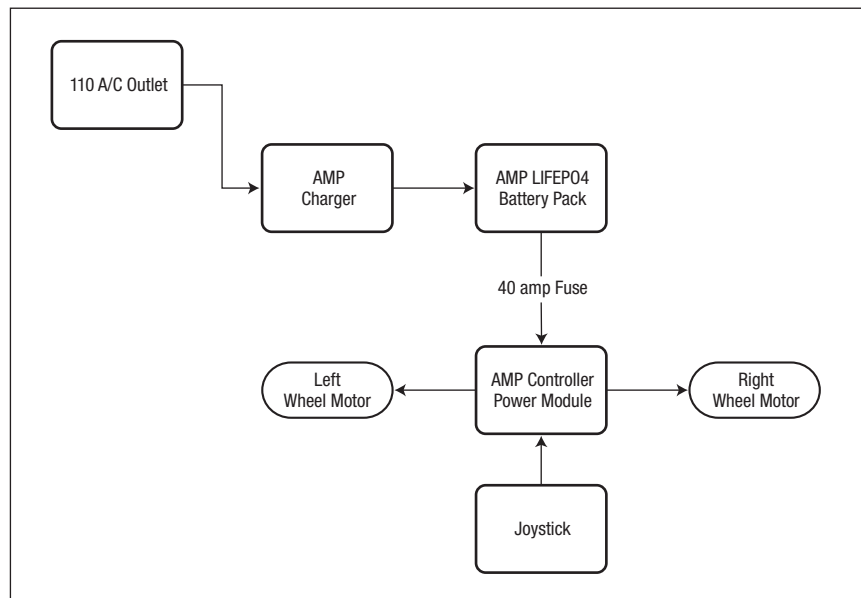 110 A/C Outlet
AMP
Charger
AMP LIFEPO4
Battery Pack
40 amp Fuse
Left
Wheel Motor
AMP Controller
Power Module
Right
Wheel Motor
Joystick